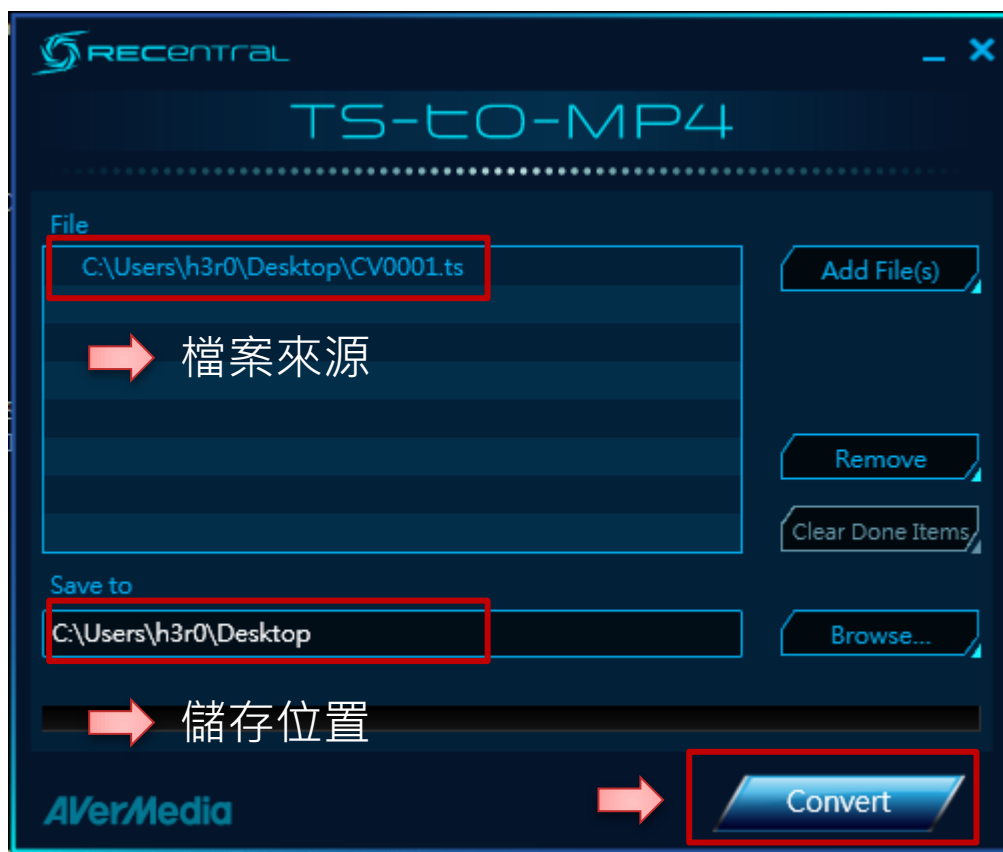 RECentral
TS-to-MP4
File
C:\Users\h3r0\Desktop\CV0001.ts
Add File(s)
檔案來源
Remove
Clear Done Items
Save to
C:\Users\h3r0\Desktop
Browse...
儲存位置
AVerMedia
Convert